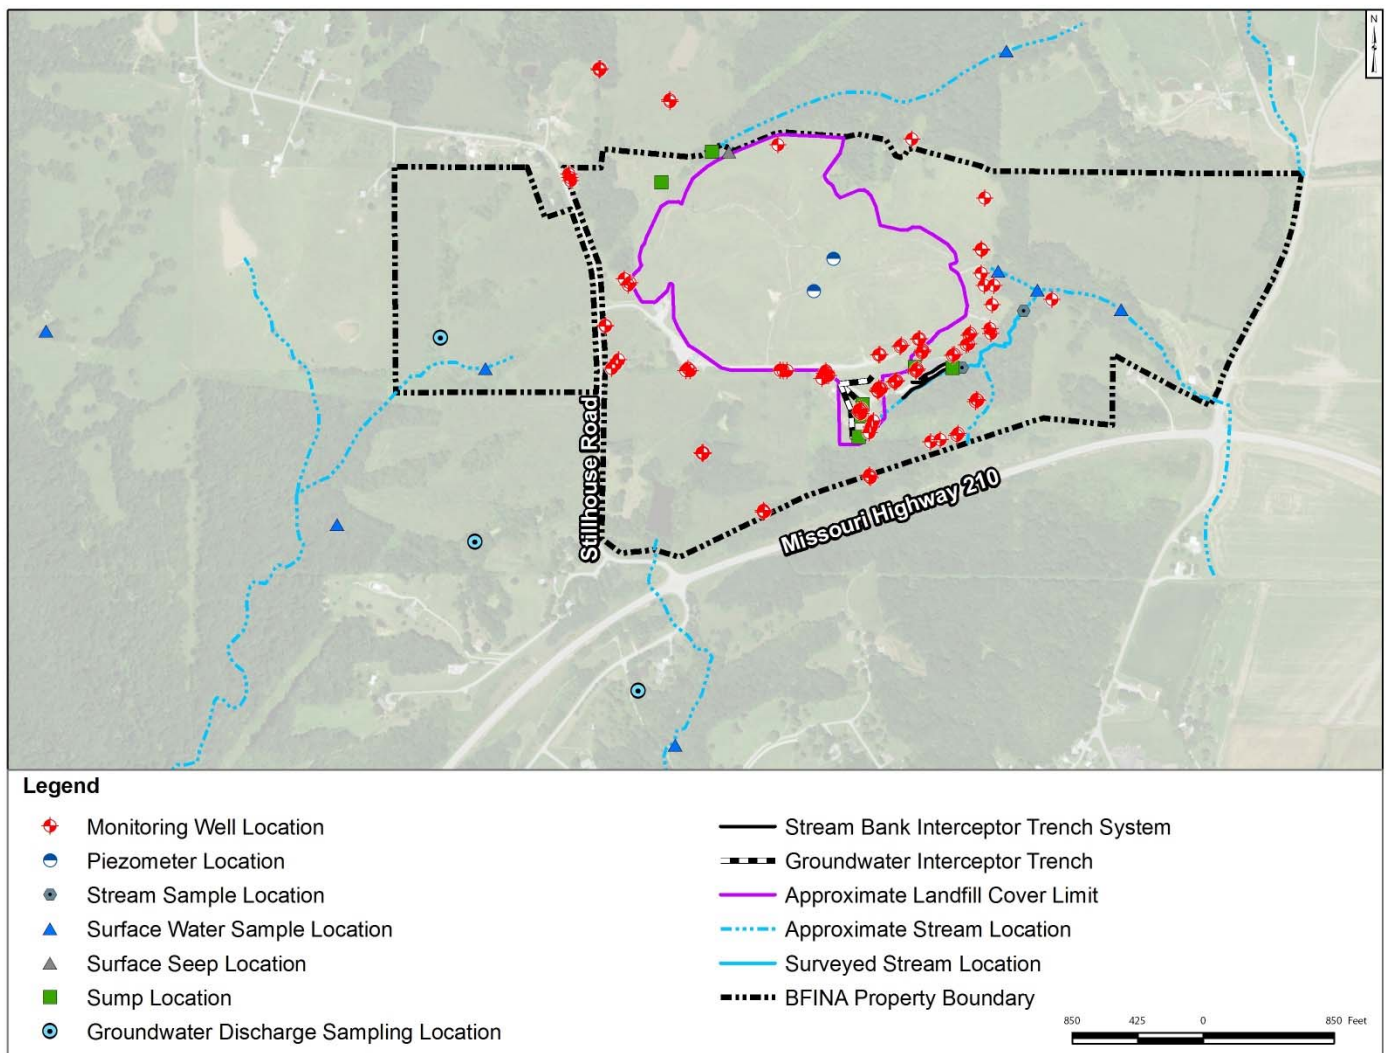 N
Stillhouse Road
Missouri Highway 210
Legend
Monitoring Well Location
Piezometer Location
Stream Sample Location
Surface Water Sample Location
Surface Seep Location
Sump Location
Groundwater Discharge Sampling Location
Stream Bank Interceptor Trench System
Groundwater Interceptor Trench
Approximate Landfill Cover Limit
Approximate Stream Location
Surveyed Stream Location
BFINA Property Boundary
850 425 0 850 Feet